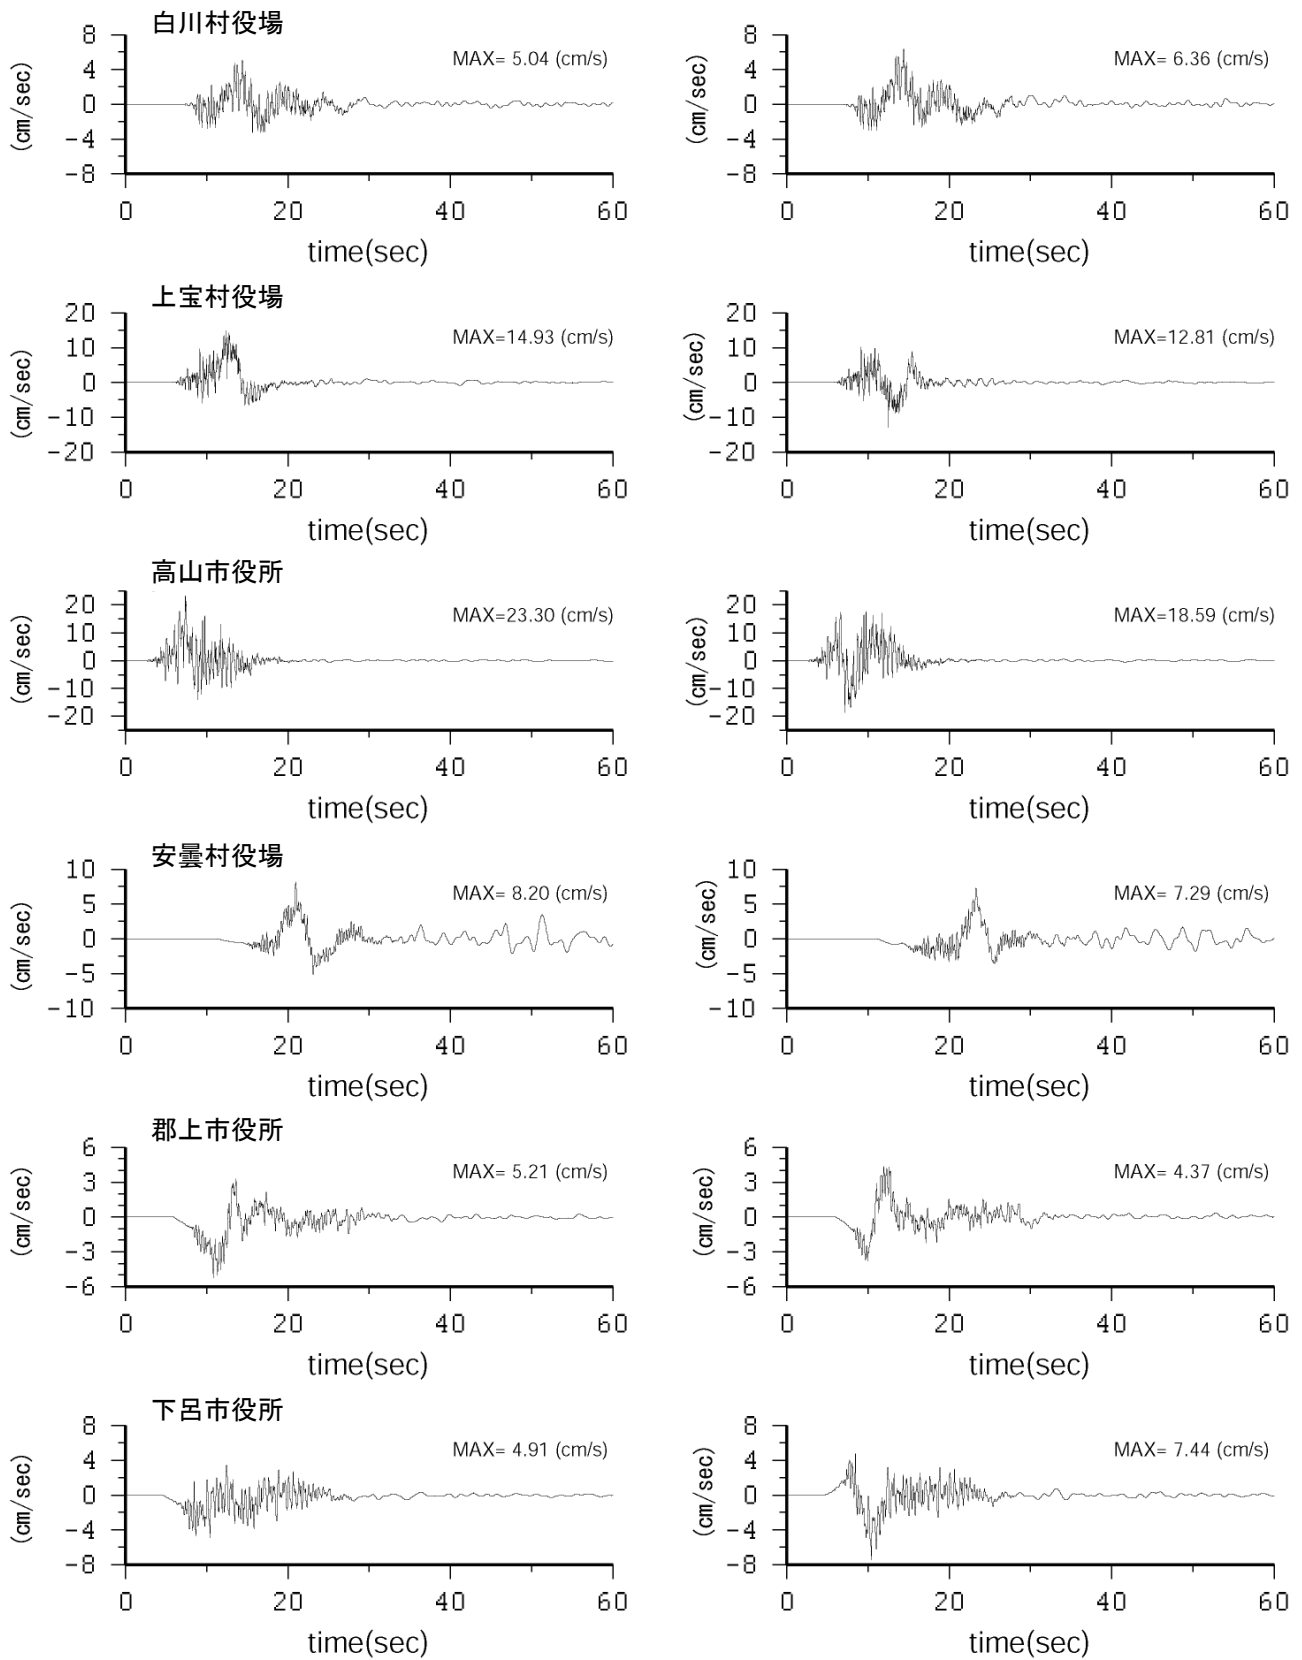 白川村役場
8
4
0
-4
-8
(cm/sec)
MAX= 5.04 (cm/s)
0 20 40 60
time(sec)
8
4
0
-4
-8
(cm/sec)
MAX= 6.36 (cm/s)
0 20 40 60
time(sec)
上宝村役場
20
10
0
-10
-20
(cm/sec)
MAX=14.93 (cm/s)
0 20 40 60
time(sec)
20
10
0
-10
-20
(cm/sec)
MAX=12.81 (cm/s)
0 20 40 60
time(sec)
高山市役所
20
10
0
-10
-20
(cm/sec)
MAX=23.30 (cm/s)
0 20 40 60
time(sec)
20
10
0
-10
-20
(cm/sec)
MAX=18.59 (cm/s)
0 20 40 60
time(sec)
安曇村役場
10
5
0
-5
-10
(cm/sec)
MAX= 8.20 (cm/s)
0 20 40 60
time(sec)
10
5
0
-5
-10
(cm/sec)
MAX= 7.29 (cm/s)
0 20 40 60
time(sec)
郡上市役所
6
3
0
-3
-6
(cm/sec)
MAX= 5.21 (cm/s)
0 20 40 60
time(sec)
6
3
0
-3
-6
(cm/sec)
MAX= 4.37 (cm/s)
0 20 40 60
time(sec)
下呂市役所
8
4
0
-4
-8
(cm/sec)
MAX= 4.91 (cm/s)
0 20 40 60
time(sec)
8
4
0
-4
-8
(cm/sec)
MAX= 7.44 (cm/s)
0 20 40 60
time(sec)